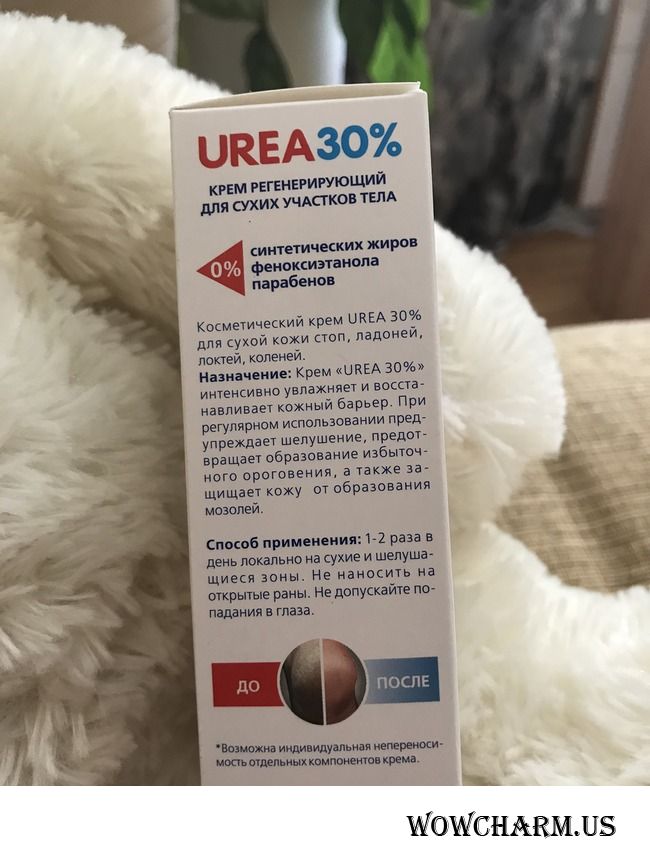 UREA30%
КРЕМ РЕГЕНЕРИРУЮЩИЙ
ДЛЯ СУХИХ УЧАСТКОВ ТЕЛА
0%
синтетических жиров
феноксиэтанола
парабенов
Косметический крем UREA 30%
для сухой кожи стоп, ладоней,
локтей, коленей.
Назначение: Крем «UREA 30%»
интенсивно увлажняет и восста-
навливает кожный барьер. При
регулярном использовании пред-
упреждает шелушение, предот-
вращает образование избыточ-
ного ороговения, а также за-
щищает кожу от образования
мозолей.
Способ применения: 1-2 раза в
день локально на сухие и шелуша-
щиеся зоны. Не наносить на
открытые раны. Не допускайте по-
падания в глаза.
ДО
ПОСЛЕ
*Возможна индивидуальная непереноси-
мость отдельных компонентов крема.
WOWCHARM.US